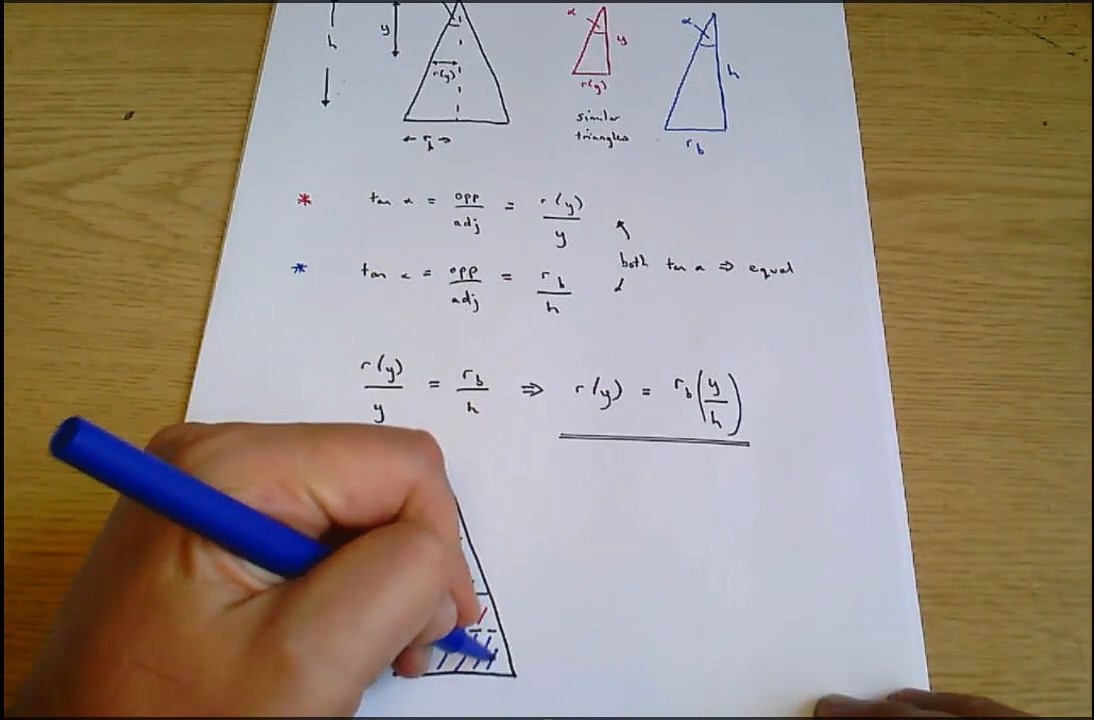 h
y
r(y)
← r_b →
α
y
r(y)
similar
triangles
α
h
r_b
* tan α = opp/adj = r(y)/y
both tan α ⇒ equal
* tan α = opp/adj = r_b/h
r(y)/y = r_b/h ⇒ r(y) = r_b(y/h)